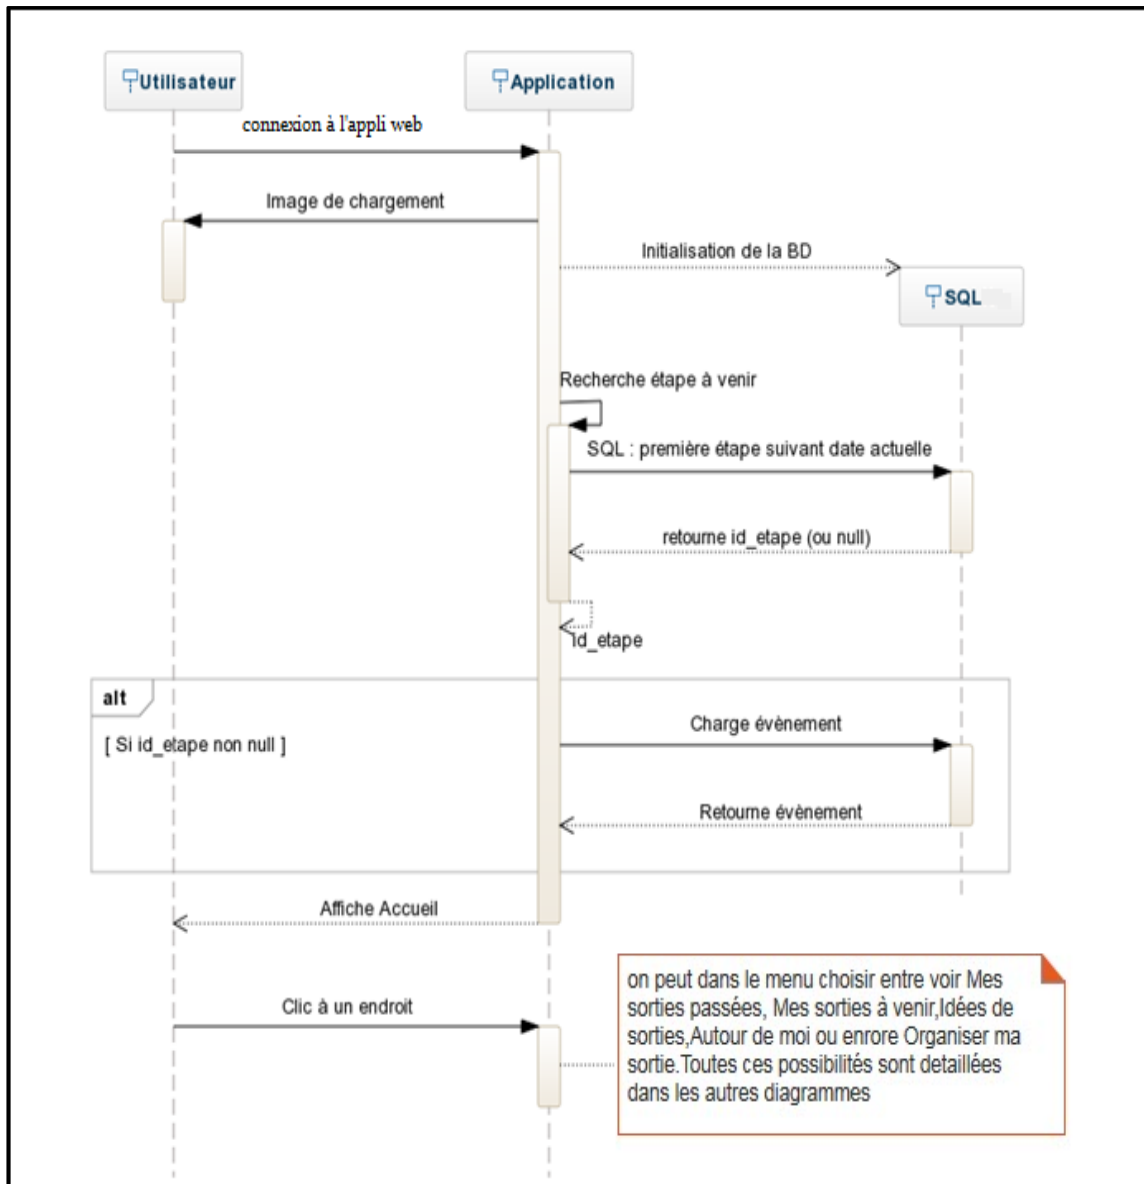 Utilisateur
Application
connexion à l'appli web
Image de chargement
Initialisation de la BD
SQL
Recherche étape à venir
SQL : première étape suivant date actuelle
retourne id_etape (ou null)
id_etape
alt
[ Si id_etape non null ]
Charge évènement
Retourne évènement
Affiche Accueil
Clic à un endroit
on peut dans le menu choisir entre voir Mes
sorties passées, Mes sorties à venir,Idées de
sorties,Autour de moi ou enrore Organiser ma
sortie.Toutes ces possibilités sont detaillées
dans les autres diagrammes